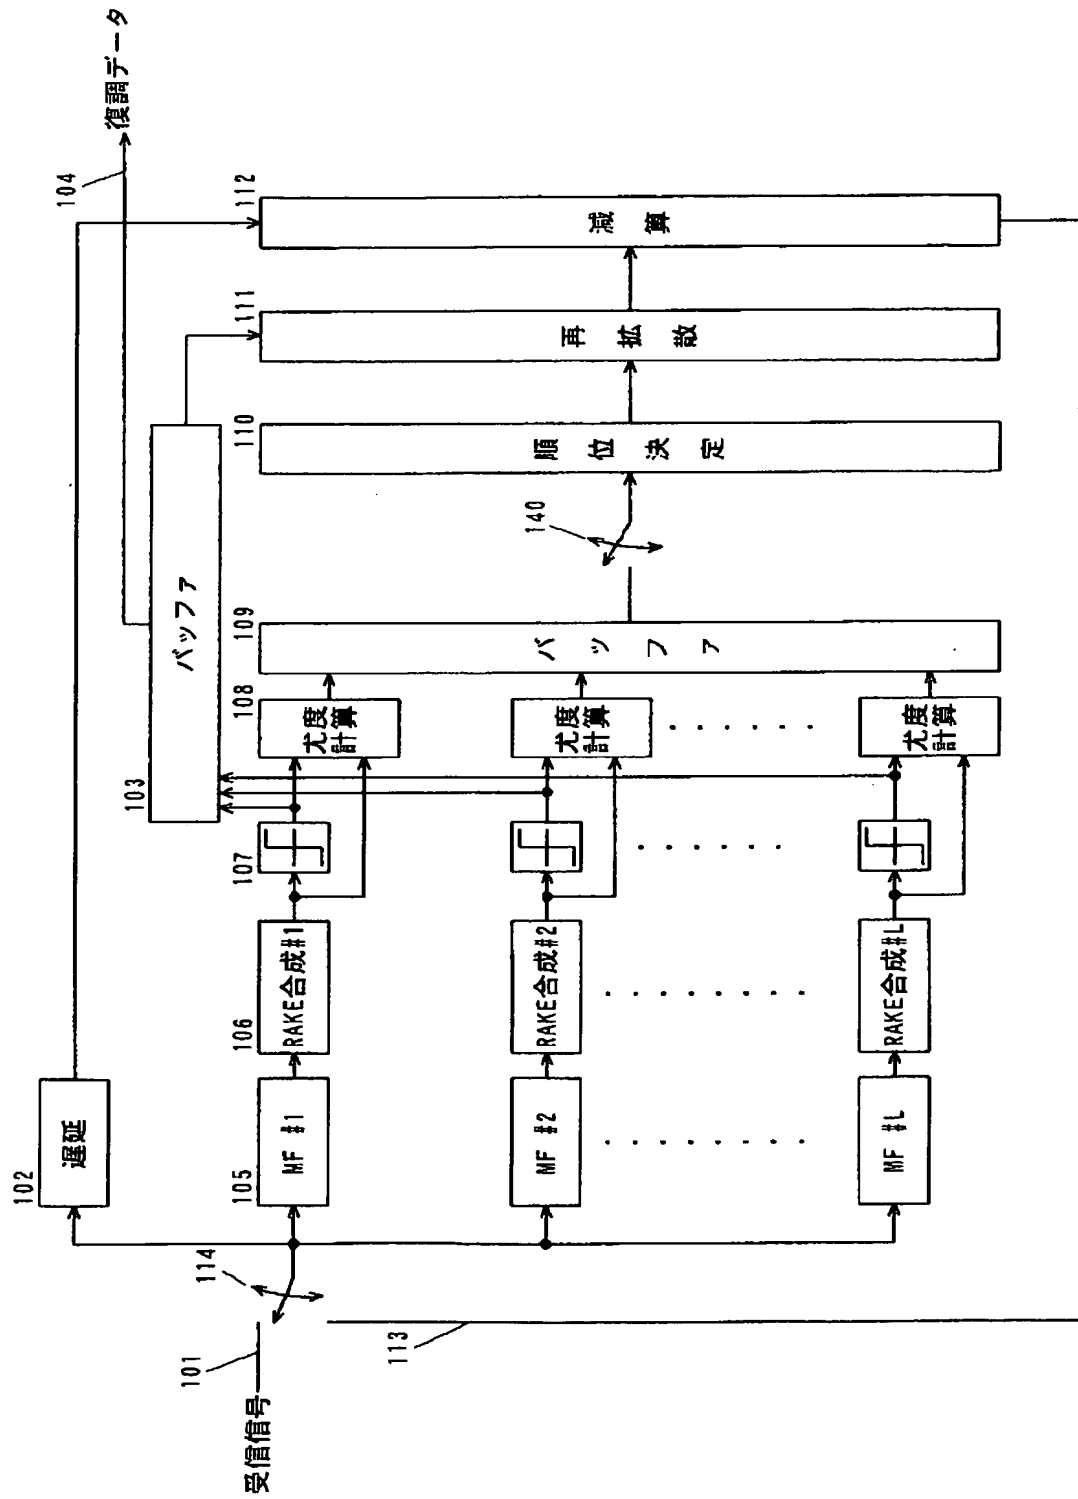 受信信号
101
113
114
102
遅延
105
MF #1
MF #2
MF #L
106
RAKE合成#1
RAKE合成#2
RAKE合成#L
107
103
バッファ
108
尤度
計算
尤度
計算
尤度
計算
109
バッファ
140
110
順位決定
111
再拡散
112
減算
104
復調データ